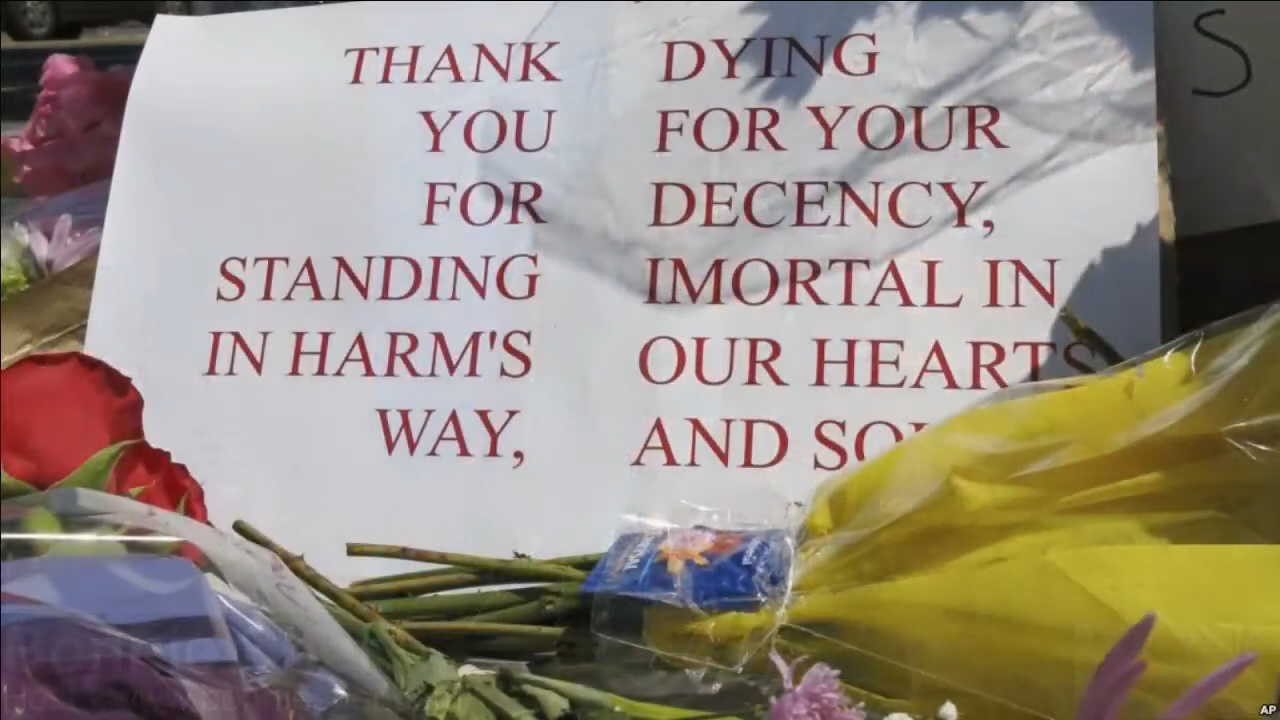 THANK
YOU
FOR
STANDING
IN HARM'S
WAY,
DYING
FOR YOUR
DECENCY,
IMORTAL IN
OUR HEARTS
AND
S
AP